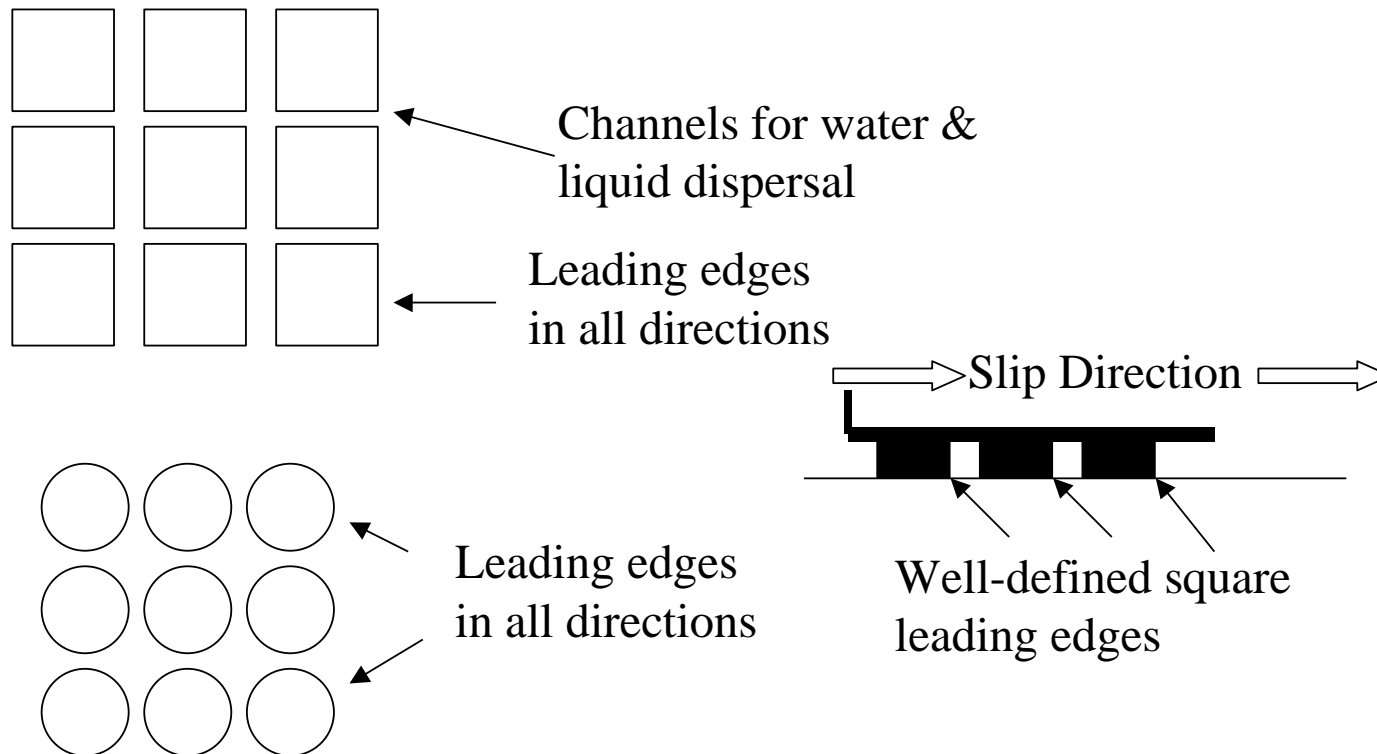 Channels for water &
liquid dispersal
Leading edges
in all directions
Slip Direction
Leading edges
in all directions
Well-defined square
leading edges